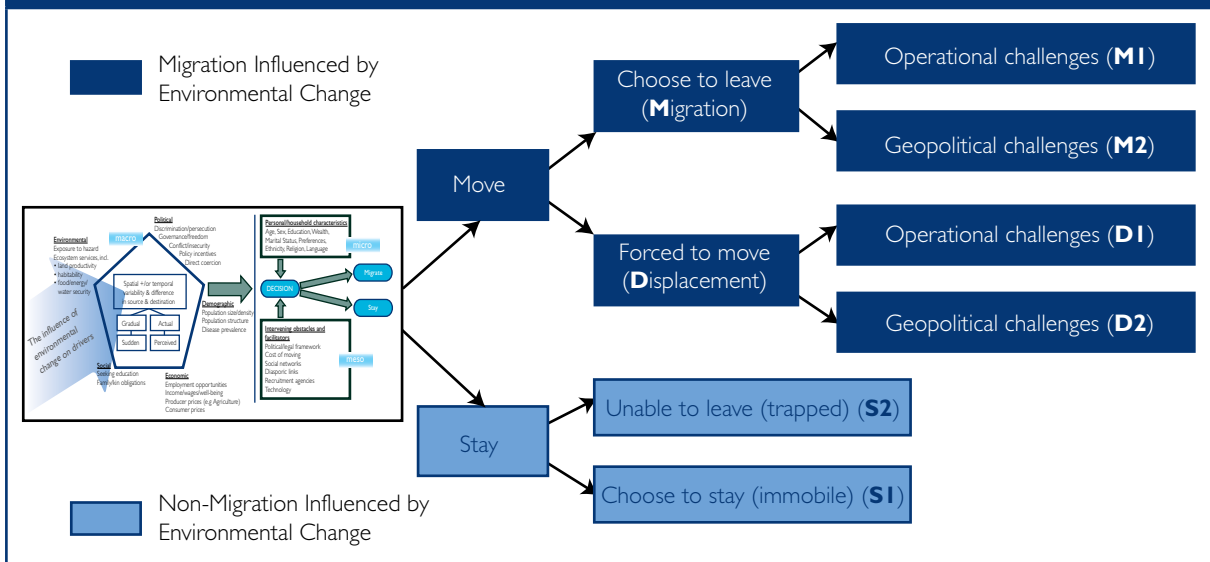 Migration Influenced by
Environmental Change
Operational challenges (M1)
Choose to leave
(Migration)
Geopolitical challenges (M2)
Move
Operational challenges (D1)
Forced to move
(Displacement)
Geopolitical challenges (D2)
Political
Discrimination/persecution
Governance/freedom
Conflict/insecurity
Policy incentives
Direct coercion
macro
Environmental
Exposure to hazard
Ecosystem services, incl.
• land productivity
• habitability
• food/energy/
water security
Spatial +/or temporal
variability & difference
in source & destination
Gradual
Actual
Sudden
Perceived
The influence of
environmental
change on drivers
Demographic
Population size/density
Population structure
Disease prevalence
Social
Seeking education
Family/kin obligations
Economic
Employment opportunities
Income/wages/well-being
Producer prices (e.g Agriculture)
Consumer prices
Personal/household characteristics
Age, Sex, Education, Wealth,
Marital Status, Preferences,
Ethnicity, Religion, Language
micro
DECISION
Migrate
Stay
Intervening obstacles and
facilitators
Political/legal framework
Cost of moving
Social networks
Diasporic links
Recruitment agencies
Technology
meso
Unable to leave (trapped) (S2)
Stay
Choose to stay (immobile) (S1)
Non-Migration Influenced by
Environmental Change